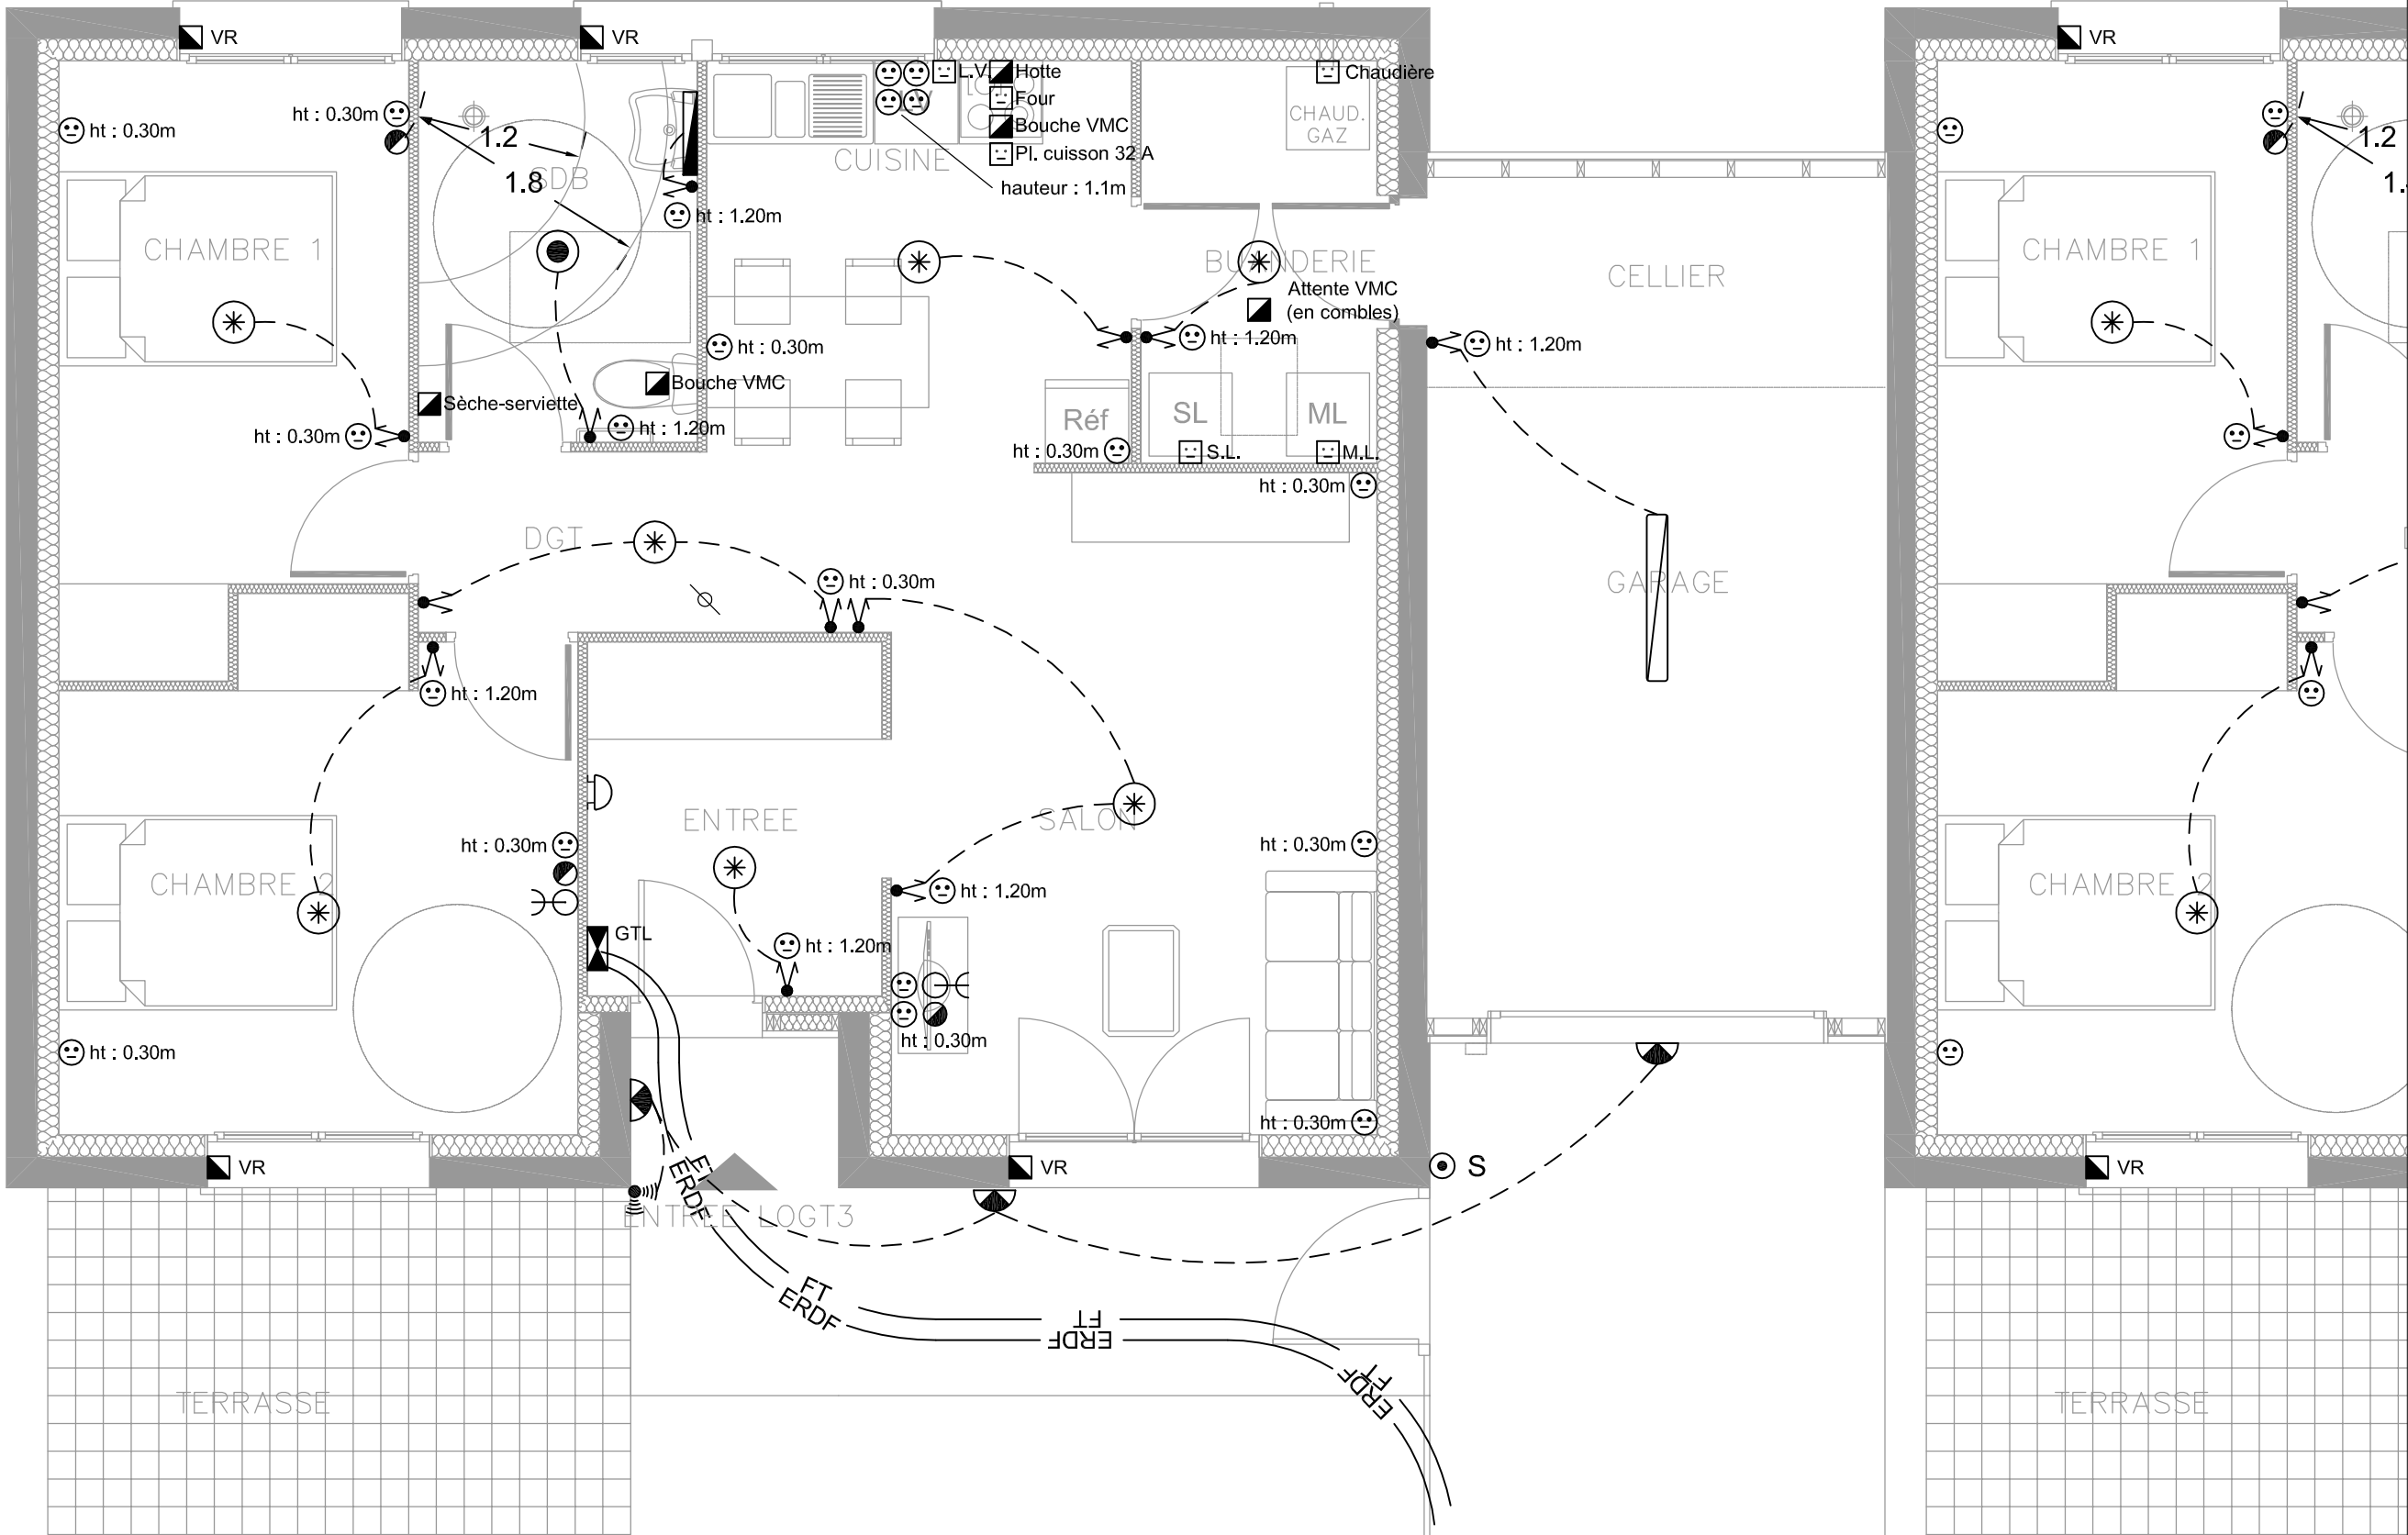 VR
VR
VR
L.V.
Hotte
Chaudière
Four
LV
CHAUD.
GAZ
ht : 0.30m
ht : 0.30m
Bouche VMC
1.2
1.2
CUISINE
Pl. cuisson 32 A
SDB
1.8
hauteur : 1.1m
ht : 1.20m
CHAMBRE 1
BUANDERIE
CELLIER
CHAMBRE 1
Attente VMC
(en combles)
ht : 1.20m
ht : 1.20m
ht : 0.30m
Bouche VMC
Sèche-serviette
Réf
SL
ML
ht : 1.20m
ht : 0.30m
ht : 0.30m
S.L.
M.L.
ht : 0.30m
DGT
ht : 0.30m
GARAGE
ht : 1.20m
ENTREE
SALON
ht : 0.30m
ht : 0.30m
CHAMBRE 2
CHAMBRE 2
ht : 1.20m
GTL
ht : 1.20m
ht : 0.30m
ht : 0.30m
ht : 0.30m
VR
VR
S
VR
FT
ERDF
ENTREE LOGT3
FT
ERDF
FT
ERDF
FT
ERDF
TERRASSE
TERRASSE